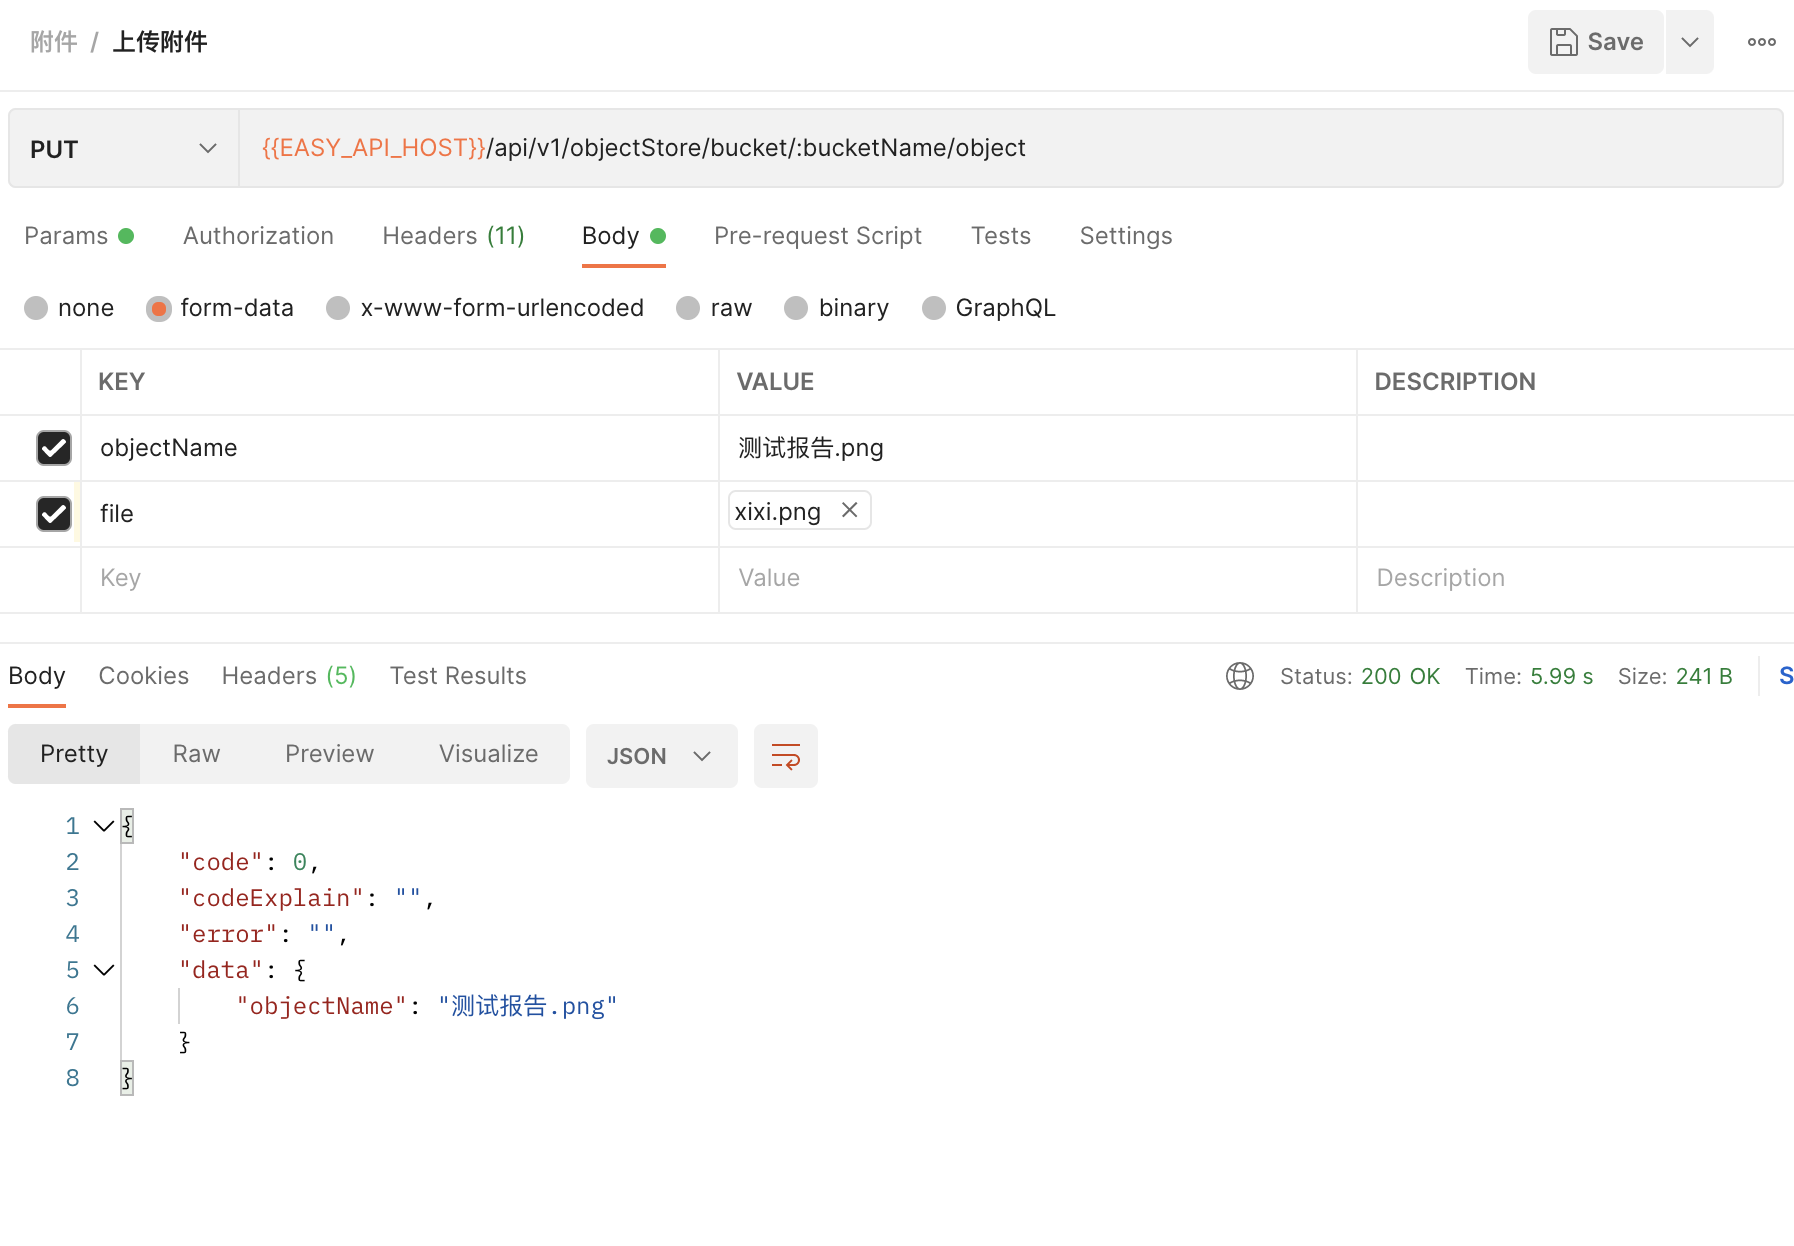 附件 / 上传附件
Save
PUT
{{EASY_API_HOST}}/api/v1/objectStore/bucket/:bucketName/object
Params Authorization Headers (11) Body Pre-request Script Tests Settings
none form-data x-www-form-urlencoded raw binary GraphQL
KEY VALUE DESCRIPTION
objectName 测试报告.png
file xixi.png
Key Value Description
Body Cookies Headers (5) Test Results Status: 200 OK Time: 5.99 s Size: 241 B S
Pretty Raw Preview Visualize JSON
1 {
2 "code": 0,
3 "codeExplain": "",
4 "error": "",
5 "data": {
6 "objectName": "测试报告.png"
7 }
8 }